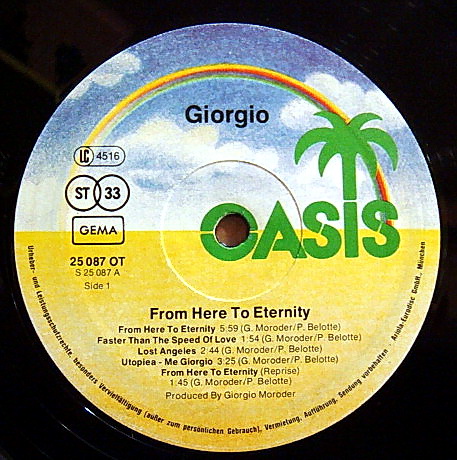 Giorgio
LC 4516
ST 33
GEMA
OASIS
25 087 OT
S 25 087 A
Side 1
From Here To Eternity
From Here To Eternity 5:59 (G. Moroder/P. Belotte)
Faster Than The Speed Of Love 1:54 (G. Moroder/P. Belotte)
Lost Angeles 2:44 (G. Moroder/P. Belotte)
Utopiea - Me Giorgio 3:25 (G. Moroder/P. Belotte)
From Here To Eternity (Reprise)
1:45 (G. Moroder/P. Belotte)
Produced By Giorgio Moroder
Urheber- und Leistungsschutzrechte, besonders Vervielfältigung (außer zum persönlichen Gebrauch), Vermietung, Aufführung, Sendung vorbehalten · Ariola-Eurodisc GmbH., München